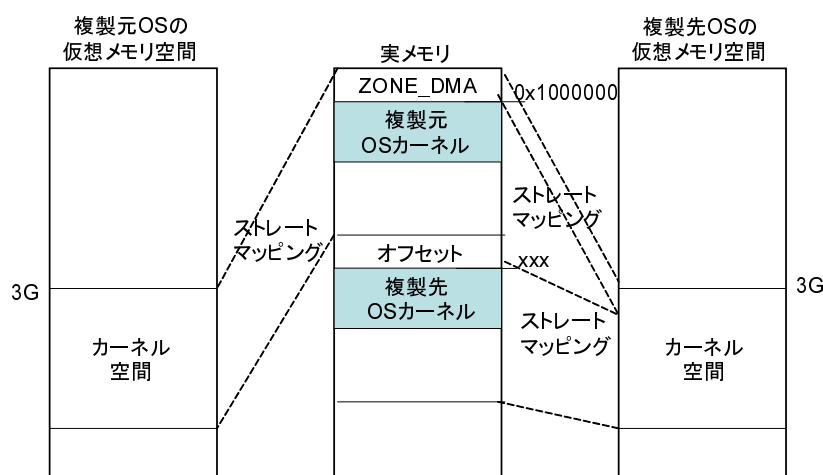 複製元OSの
仮想メモリ空間
実メモリ
複製先OSの
仮想メモリ空間
ZONE_DMA
0x1000000
複製元
OSカーネル
ストレート
マッピング
ストレート
マッピング
オフセット
xxx
3G
3G
複製先
OSカーネル
ストレート
マッピング
カーネル
空間
カーネル
空間